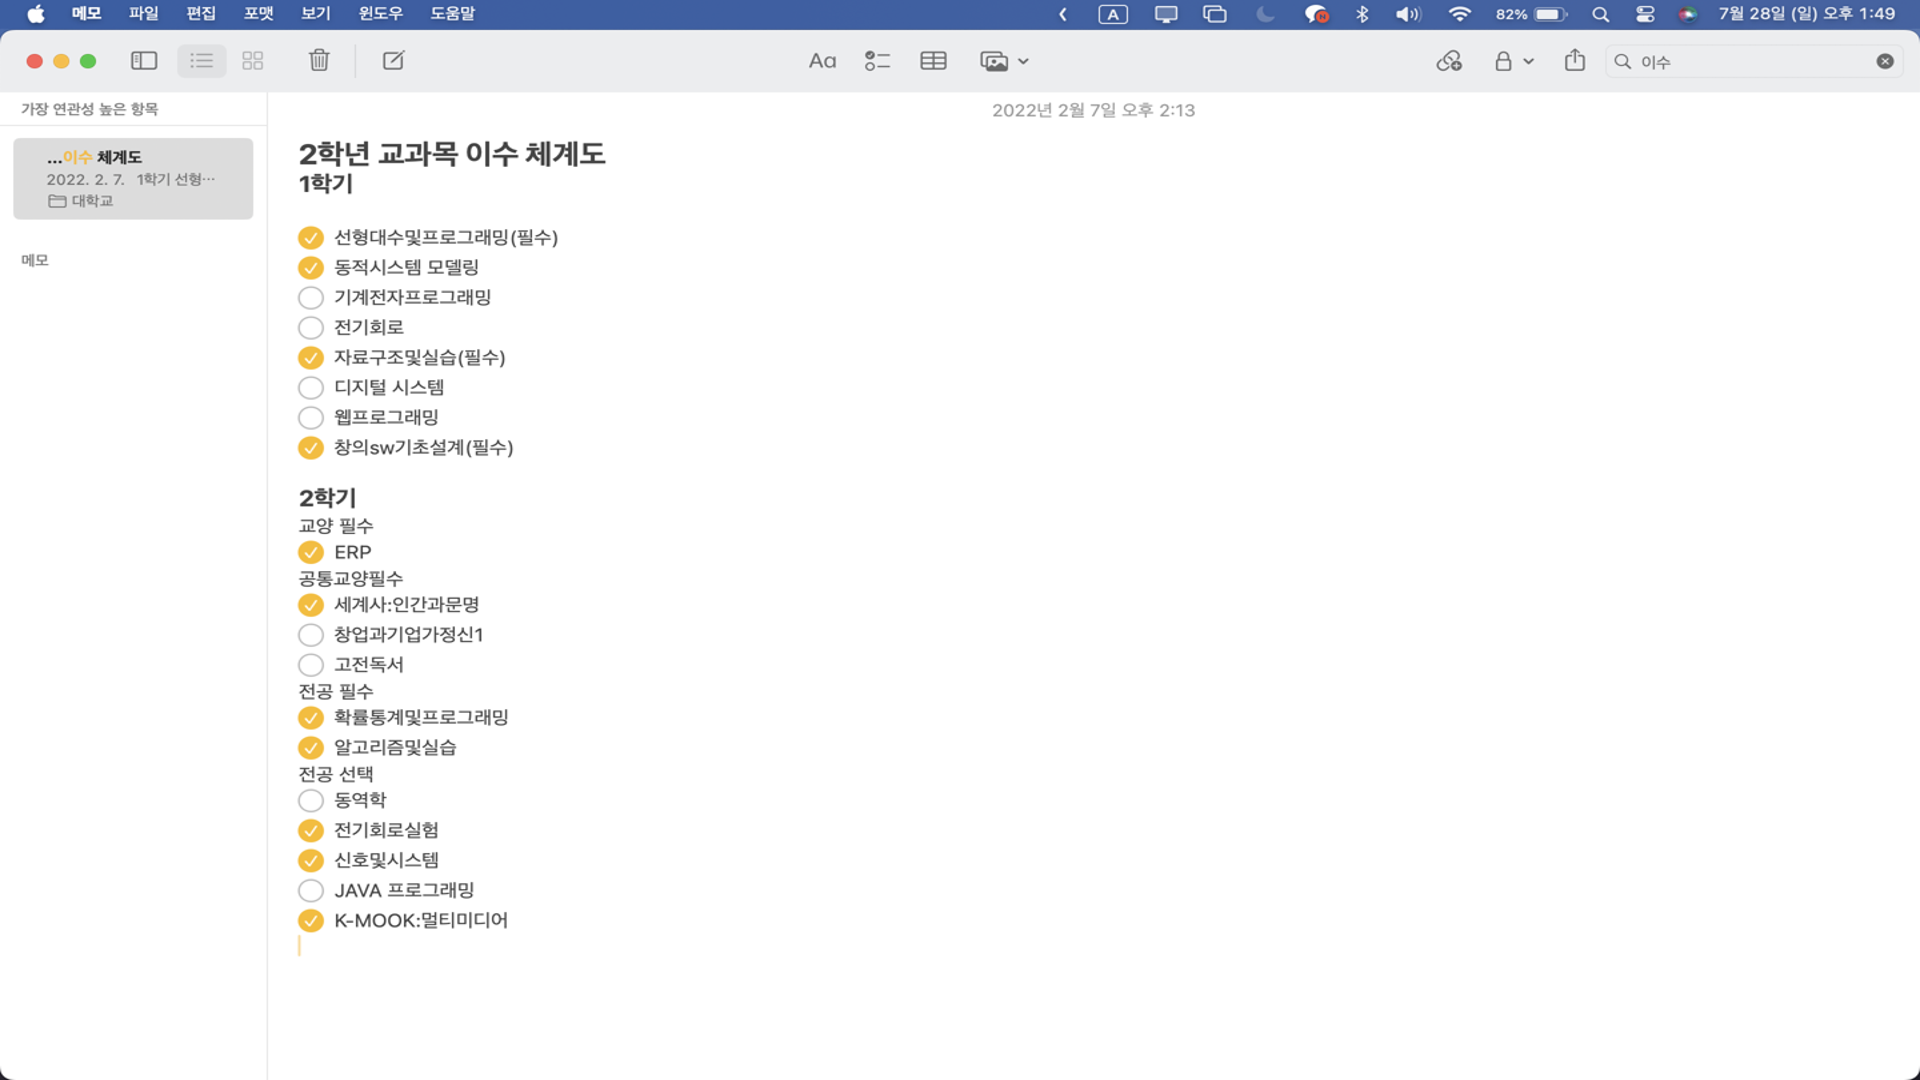 메모 파일 편집 포맷 보기 윈도우 도움말 A 82% 7월 28일 (일) 오후 1:49
Aa 이수
가장 연관성 높은 항목
...이수 체계도
2022. 2. 7. 1학기 선형…
대학교
메모
2022년 2월 7일 오후 2:13
2학년 교과목 이수 체계도
1학기
선형대수및프로그래밍(필수)
동적시스템 모델링
기계전자프로그래밍
전기회로
자료구조및실습(필수)
디지털 시스템
웹프로그래밍
창의sw기초설계(필수)
2학기
교양 필수
ERP
공통교양필수
세계사:인간과문명
창업과기업가정신1
고전독서
전공 필수
확률통계및프로그래밍
알고리즘및실습
전공 선택
동역학
전기회로실험
신호및시스템
JAVA 프로그래밍
K-MOOK:멀티미디어